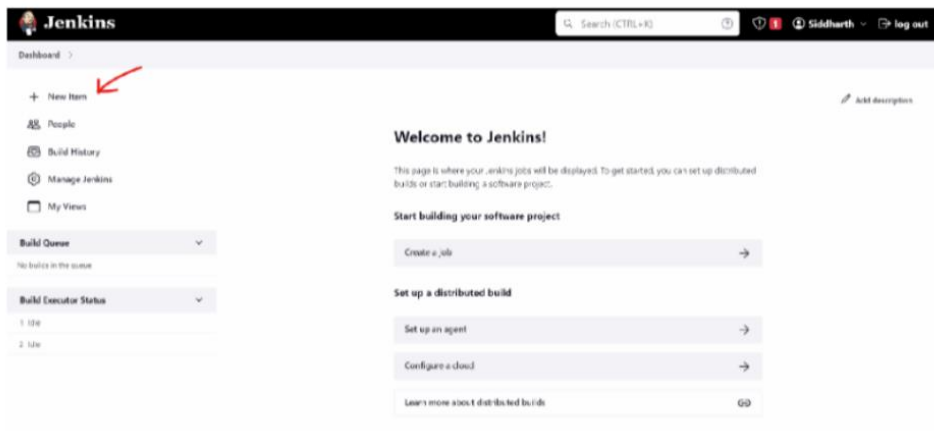 Jenkins
Search (CTRL+K)
1
Siddharth
log out
Dashboard
New Item
Add description
People
Build History
Manage Jenkins
My Views
Welcome to Jenkins!
This page is where your Jenkins jobs will be displayed. To get started, you can set up distributed
builds or start building a software project.
Start building your software project
Create a job
Set up a distributed build
Set up an agent
Configure a cloud
Learn more about distributed builds
Build Queue
No builds in the queue
Build Executor Status
1 Idle
2 Idle